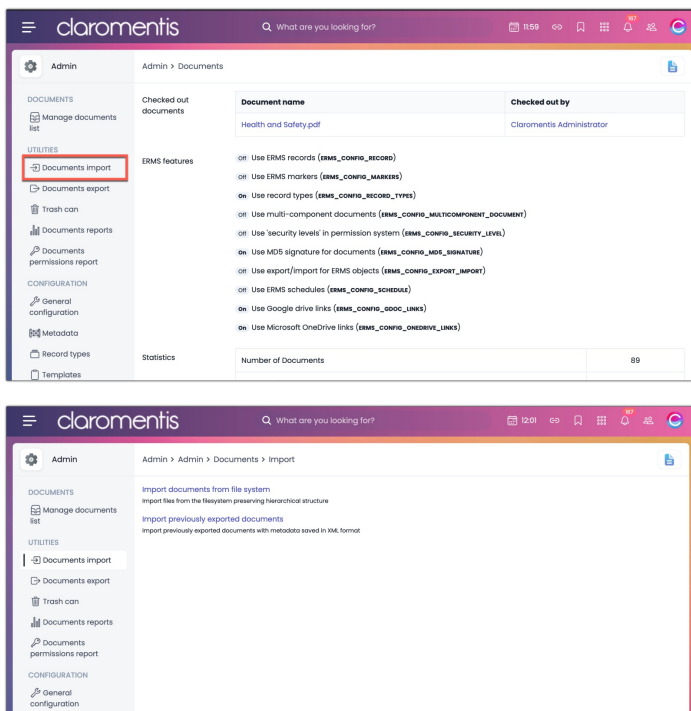 claromentis
What are you looking for?
11:59
167
Admin
Admin > Documents
DOCUMENTS
Manage documents
list
UTILITIES
Documents import
Documents export
Trash can
Documents reports
Documents
permissions report
CONFIGURATION
General
configuration
Metadata
Record types
Templates
Checked out
documents
Document name
Checked out by
Health and Safety.pdf
Claromentis Administrator
ERMS features
Off Use ERMS records (ERMS_CONFIG_RECORD)
Off Use ERMS markers (ERMS_CONFIG_MARKERS)
On Use record types (ERMS_CONFIG_RECORD_TYPES)
Off Use multi-component documents (ERMS_CONFIG_MULTICOMPONENT_DOCUMENT)
Off Use 'security levels' in permission system (ERMS_CONFIG_SECURITY_LEVEL)
On Use MD5 signature for documents (ERMS_CONFIG_MD5_SIGNATURE)
Off Use export/import for ERMS objects (ERMS_CONFIG_EXPORT_IMPORT)
Off Use ERMS schedules (ERMS_CONFIG_SCHEDULE)
On Use Google drive links (ERMS_CONFIG_GDOC_LINKS)
On Use Microsoft OneDrive links (ERMS_CONFIG_ONEDRIVE_LINKS)
Statistics
Number of Documents
89
claromentis
What are you looking for?
12:01
167
Admin
Admin > Admin > Documents > Import
DOCUMENTS
Manage documents
list
UTILITIES
Documents import
Documents export
Trash can
Documents reports
Documents
permissions report
CONFIGURATION
General
configuration
Import documents from file system
Import files from the filesystem preserving hierarchical structure
Import previously exported documents
Import previously exported documents with metadata saved in XML format